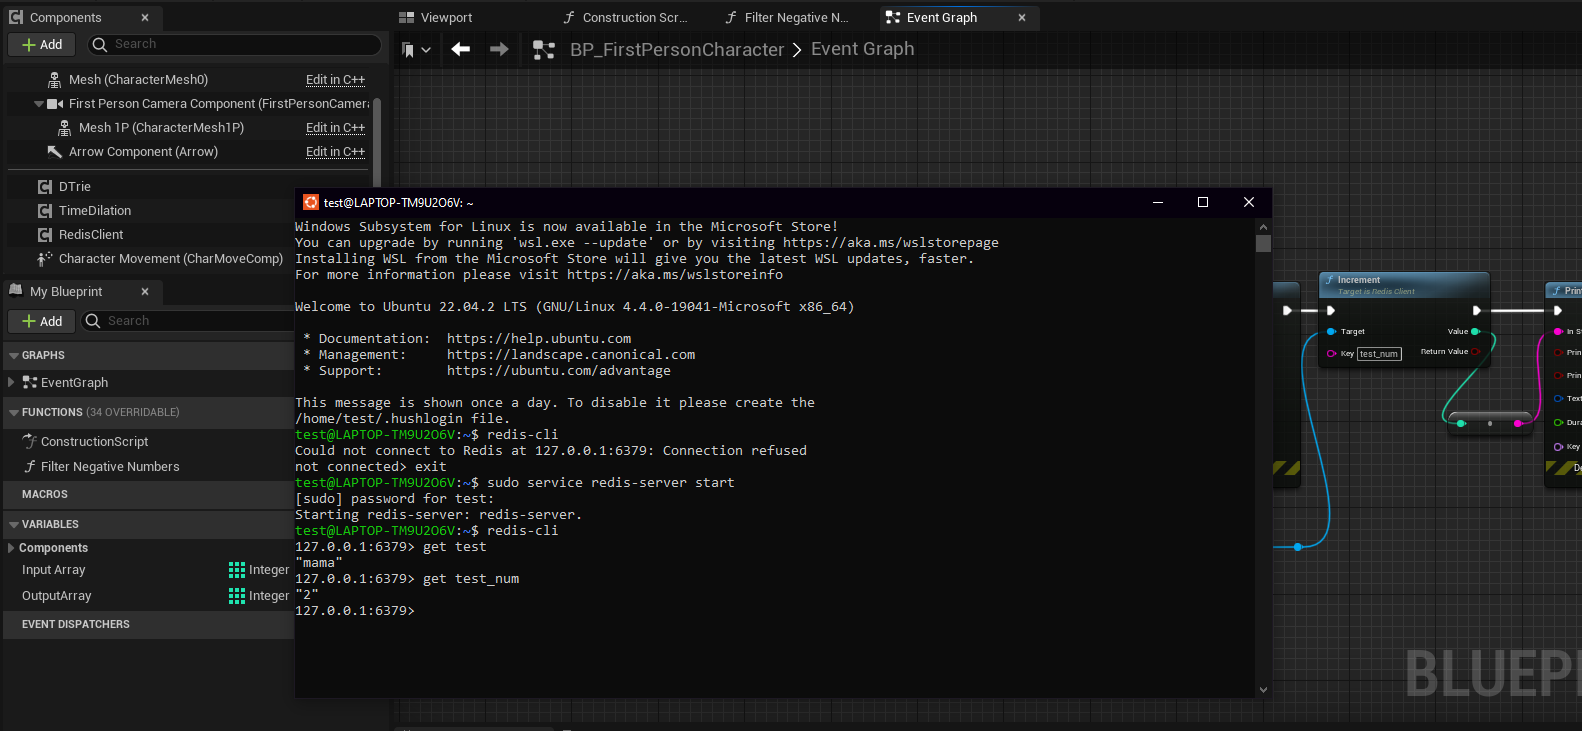 Components
Viewport
Construction Scr...
Filter Negative N...
Event Graph
Add
Search
BP_FirstPersonCharacter
Event Graph
Mesh (CharacterMesh0)
Edit in C++
First Person Camera Component (FirstPersonCamera
Mesh 1P (CharacterMesh1P)
Edit in C++
Arrow Component (Arrow)
Edit in C++
DTrie
TimeDilation
RedisClient
Character Movement (CharMoveComp)
My Blueprint
Add
Search
GRAPHS
EventGraph
FUNCTIONS (34 OVERRIDABLE)
ConstructionScript
Filter Negative Numbers
MACROS
VARIABLES
Components
Input Array
Integer
OutputArray
Integer
EVENT DISPATCHERS
test@LAPTOP-TM9U2O6V: ~
Windows Subsystem for Linux is now available in the Microsoft Store!
You can upgrade by running 'wsl.exe --update' or by visiting https://aka.ms/wslstorepage
Installing WSL from the Microsoft Store will give you the latest WSL updates, faster.
For more information please visit https://aka.ms/wslstoreinfo
Welcome to Ubuntu 22.04.2 LTS (GNU/Linux 4.4.0-19041-Microsoft x86_64)
* Documentation: https://help.ubuntu.com
* Management: https://landscape.canonical.com
* Support: https://ubuntu.com/advantage
This message is shown once a day. To disable it please create the
/home/test/.hushlogin file.
test@LAPTOP-TM9U2O6V:~$ redis-cli
Could not connect to Redis at 127.0.0.1:6379: Connection refused
not connected> exit
test@LAPTOP-TM9U2O6V:~$ sudo service redis-server start
[sudo] password for test:
Starting redis-server: redis-server.
test@LAPTOP-TM9U2O6V:~$ redis-cli
127.0.0.1:6379> get test
"mama"
127.0.0.1:6379> get test_num
"2"
127.0.0.1:6379>
Increment
Target is Redis Client
Target
Value
Key
test_num
Return Value
Print
In S
Prin
Prin
Text
Dura
Key
De
BLUEPI